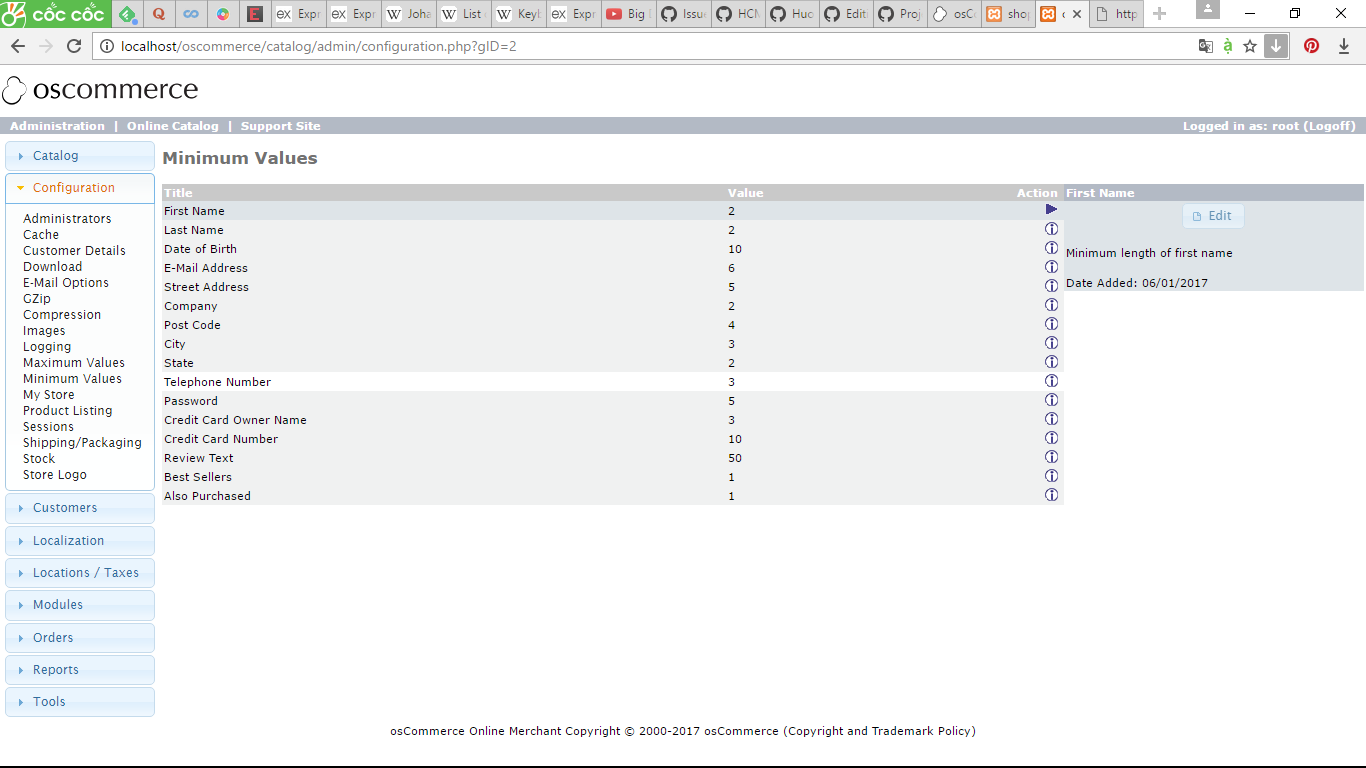 cốc cốc
Q
E
ex Expr
ex Expr
W Joha
W List
W Keyb
ex Expr
Big
Issu
HCM
Huo
Edit
Proj
osC
shop
http
localhost/oscommerce/catalog/admin/configuration.php?gID=2
à
oscommerce
Administration | Online Catalog | Support Site
Logged in as: root (Logoff)
Catalog
Configuration
Administrators
Cache
Customer Details
Download
E-Mail Options
GZip
Compression
Images
Logging
Maximum Values
Minimum Values
My Store
Product Listing
Sessions
Shipping/Packaging
Stock
Store Logo
Customers
Localization
Locations / Taxes
Modules
Orders
Reports
Tools
Minimum Values
Title Value Action
First Name 2
Last Name 2
Date of Birth 10
E-Mail Address 6
Street Address 5
Company 2
Post Code 4
City 3
State 2
Telephone Number 3
Password 5
Credit Card Owner Name 3
Credit Card Number 10
Review Text 50
Best Sellers 1
Also Purchased 1
First Name
Edit
Minimum length of first name
Date Added: 06/01/2017
osCommerce Online Merchant Copyright © 2000-2017 osCommerce (Copyright and Trademark Policy)